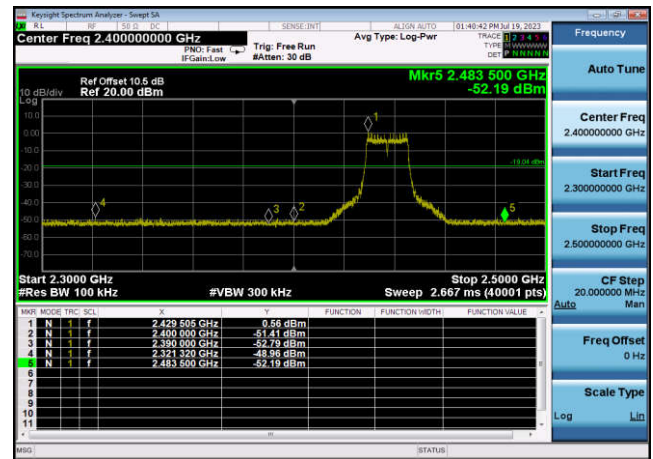 Keysight Spectrum Analyzer - Swept SA
RL RF 50 Ω DC SENSE:INT ALIGN AUTO 01:40:42 PM Jul 19, 2023
Center Freq 2.400000000 GHz
PNO: Fast
IFGain:Low
Trig: Free Run
#Atten: 30 dB
Avg Type: Log-Pwr
TRACE 1 2 3 4 5 6
TYPE M W W W W W
DET P N N N N N
Ref Offset 10.5 dB
10 dB/div Ref 20.00 dBm
Log
Mkr5 2.483 500 GHz
-52.19 dBm
10.0
0.00
-10.0
-20.0
-30.0
-40.0
-50.0
-60.0
-70.0
-19.04 dBm
1
2
3
4
5
Start 2.3000 GHz Stop 2.5000 GHz
#Res BW 100 kHz #VBW 300 kHz Sweep 2.667 ms (40001 pts)
MKR MODE TRC SCL X Y FUNCTION FUNCTION WIDTH FUNCTION VALUE
1 N 1 f 2.429 505 GHz 0.56 dBm
2 N 1 f 2.400 000 GHz -51.41 dBm
3 N 1 f 2.390 000 GHz -52.79 dBm
4 N 1 f 2.321 320 GHz -48.96 dBm
5 N 1 f 2.483 500 GHz -52.19 dBm
6
7
8
9
10
11
MSG STATUS
Frequency
Auto Tune
Center Freq
2.400000000 GHz
Start Freq
2.300000000 GHz
Stop Freq
2.500000000 GHz
CF Step
20.000000 MHz
Auto Man
Freq Offset
0 Hz
Scale Type
Log Lin